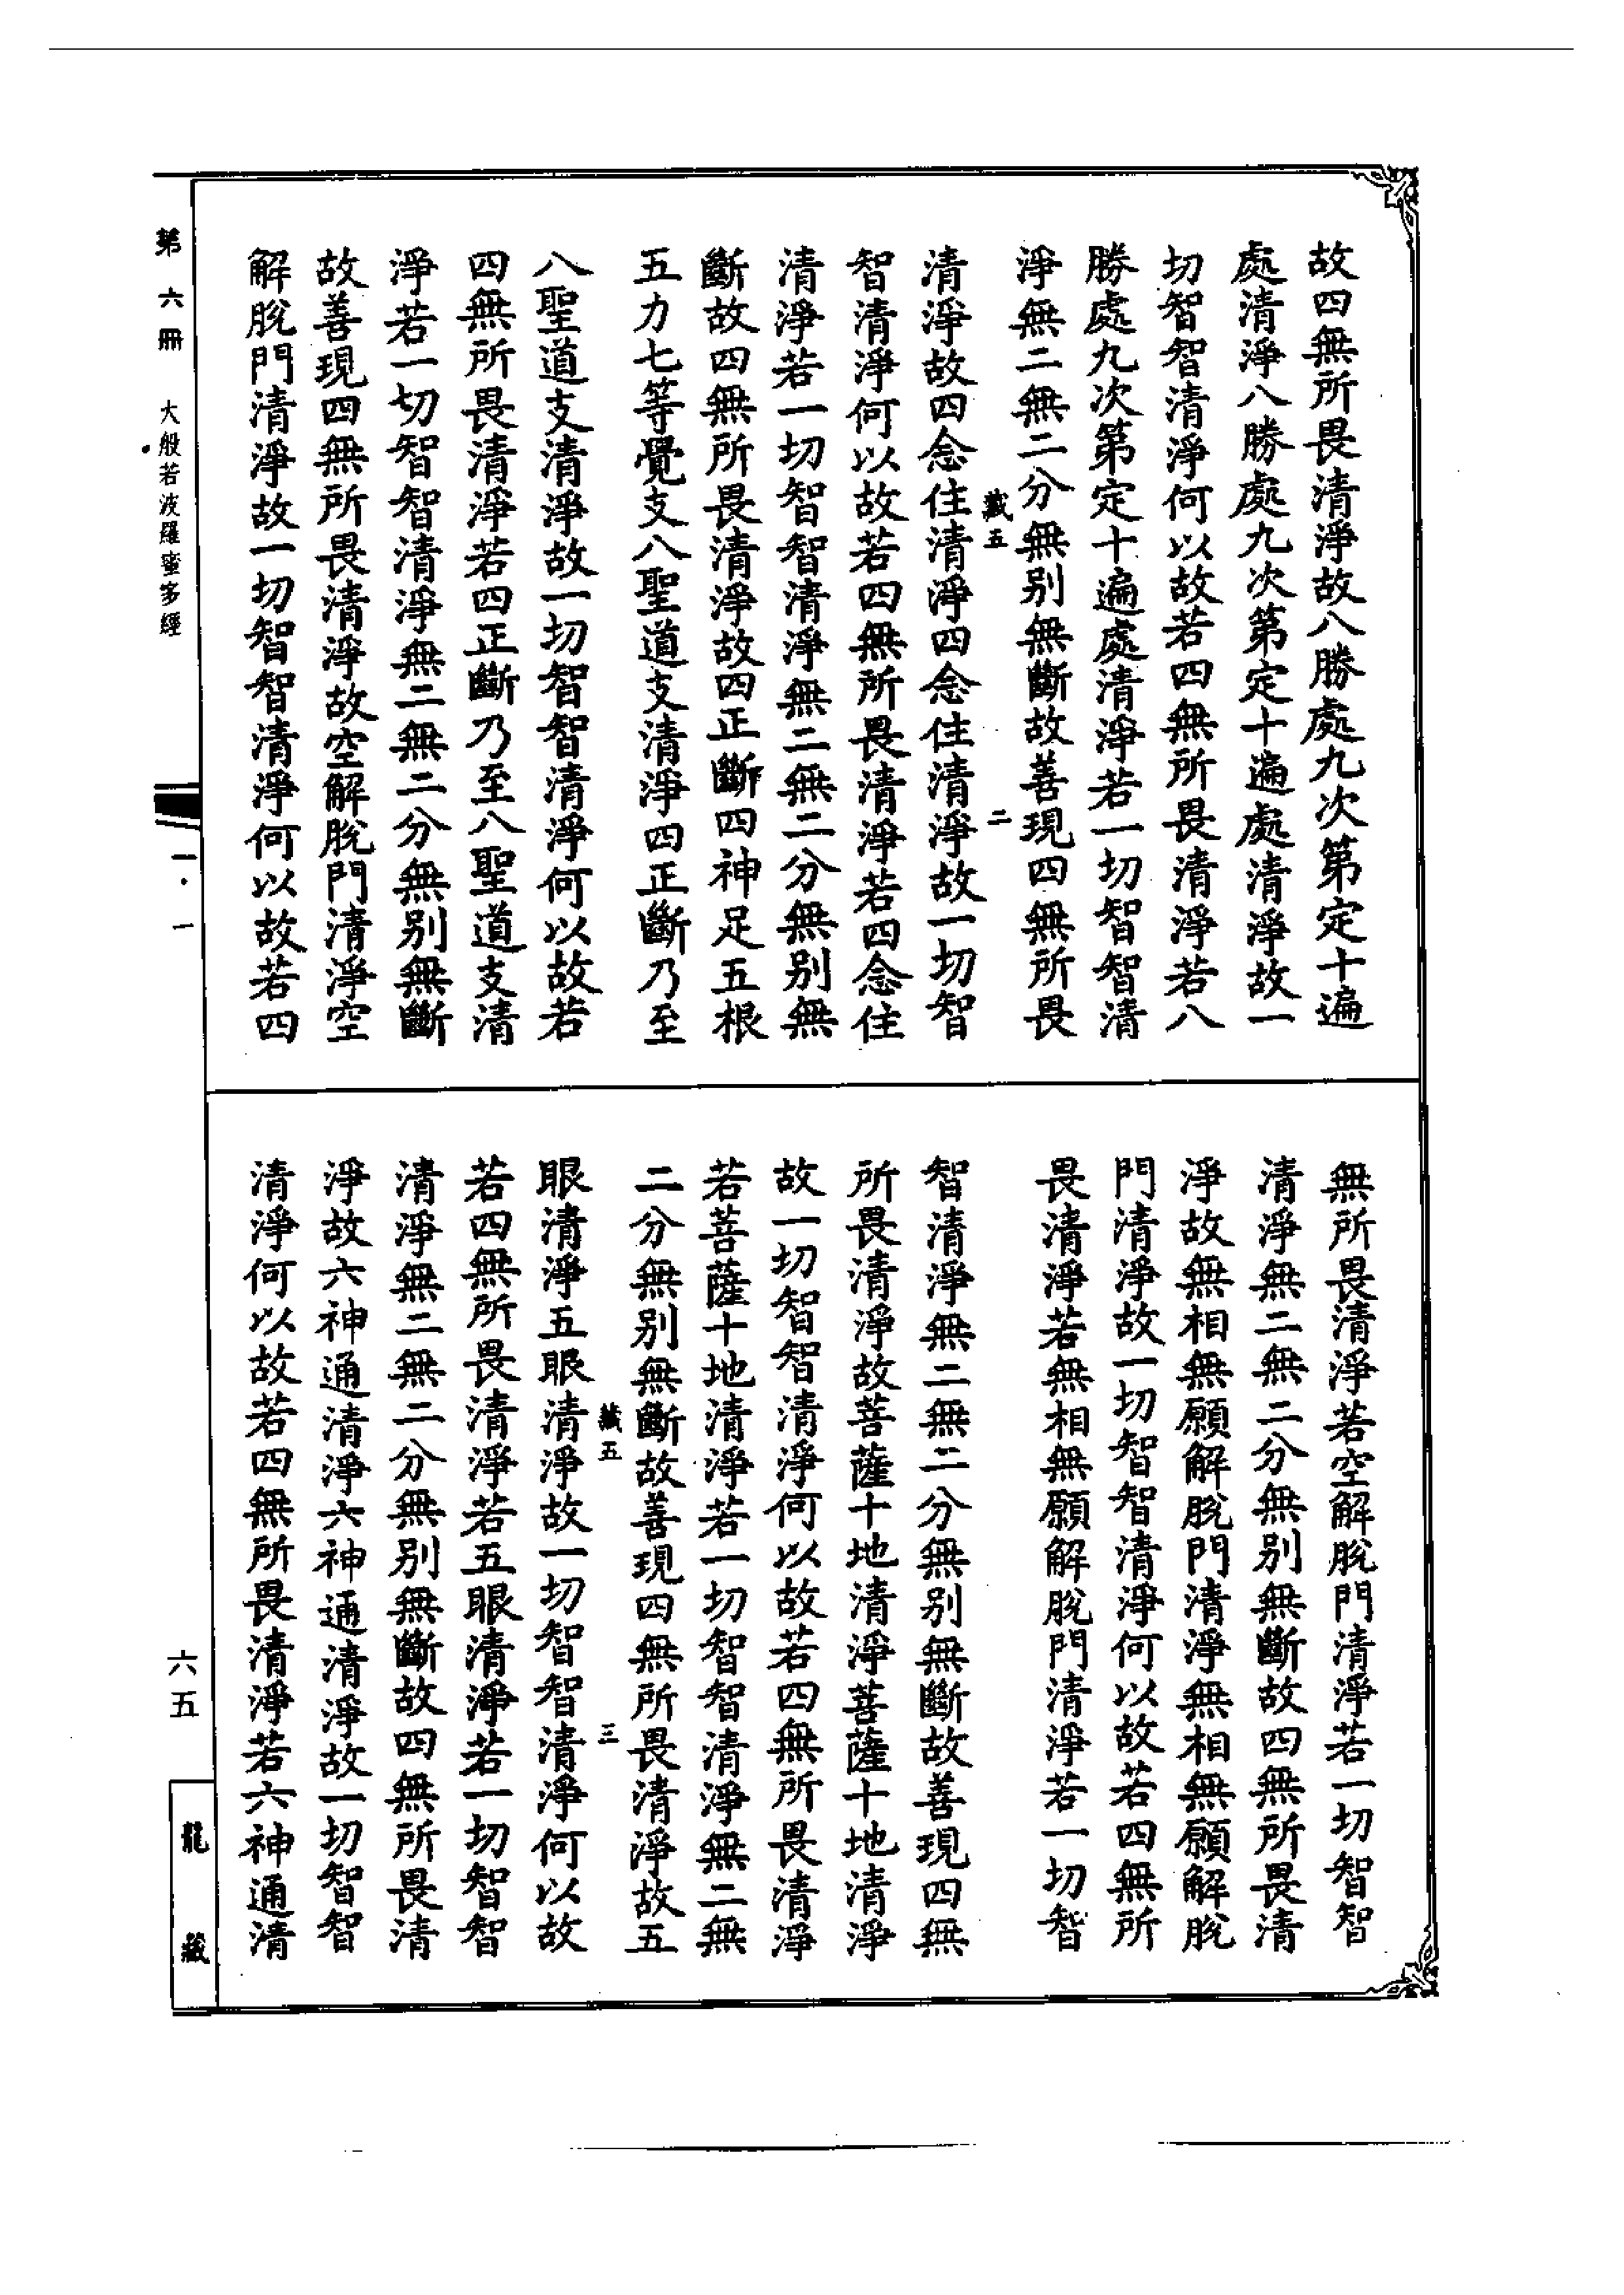 故四無所畏清淨故八勝處九次第定十遍
處清淨八勝處九次第定十遍處清淨故一
切智智清淨何以故若四無所畏清淨若八
勝處九次第定十遍處清淨若一切智智清
淨無二無二分無別無斷故善現四無所畏
藏五 二
清淨故四念住清淨四念住清淨故一切智
智清淨何以故若四無所畏清淨若四念住
清淨若一切智智清淨無二無二分無別無
斷故四無所畏清淨故四正斷四神足五根
五力七等覺支八聖道支清淨四正斷乃至
八聖道支清淨故一切智智清淨何以故若
四無所畏清淨若四正斷乃至八聖道支清
淨若一切智智清淨無二無二分無別無斷
故善現四無所畏清淨故空解脫門清淨空
解脫門清淨故一切智智清淨何以故若四
無所畏清淨若空解脫門清淨若一切智智
清淨無二無二分無別無斷故四無所畏清
淨故無相無願解脫門清淨無相無願解脫
門清淨故一切智智清淨何以故若四無所
畏清淨若無相無願解脫門清淨若一切智
智清淨無二無二分無別無斷故善現四無
所畏清淨故菩薩十地清淨菩薩十地清淨
故一切智智清淨何以故若四無所畏清淨
若菩薩十地清淨若一切智智清淨無二無
二分無別無斷故善現四無所畏清淨故五
藏五 三
眼清淨五眼清淨故一切智智清淨何以故
若四無所畏清淨若五眼清淨若一切智智
清淨無二無二分無別無斷故四無所畏清
淨故六神通清淨六神通清淨故一切智智
清淨何以故若四無所畏清淨若六神通清
第六冊 大般若波羅蜜多經
一·一
六五
龍藏